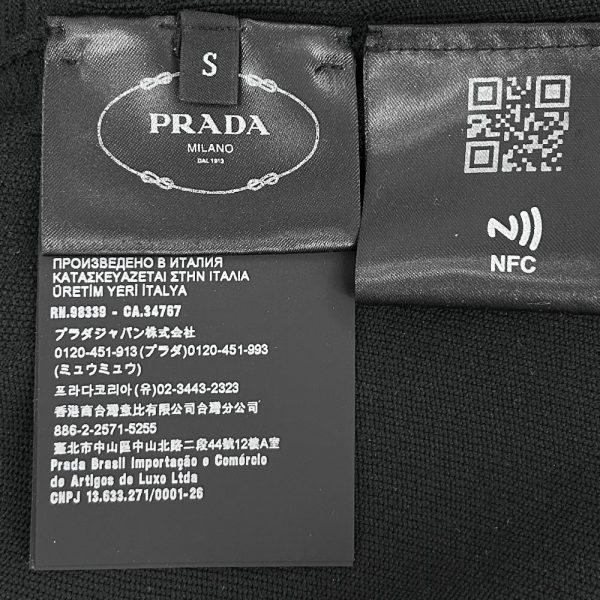 S
PRADA
MILANO
DAL 1913
NFC
ПРОИЗВЕДЕНО В ИТАЛИЯ
ΚΑΤΑΣΚΕΥΑΖΕΤΑΙ ΣΤΗΝ ΙΤΑΛΙΑ
ÜRETİM YERİ İTALYA
RN.98339 - CA.34767
プラダジャパン株式会社
0120-451-913(プラダ)0120-451-993
(ミュウミュウ)
프라다코리아(유)02-3443-2323
香港商台灣壹比有限公司台灣分公司
886-2-2571-5255
臺北市中山區中山北路二段44號12樓A室
Prada Brasil Importação e Comércio
de Artigos de Luxo Ltda
CNPJ 13.633.271/0001-26